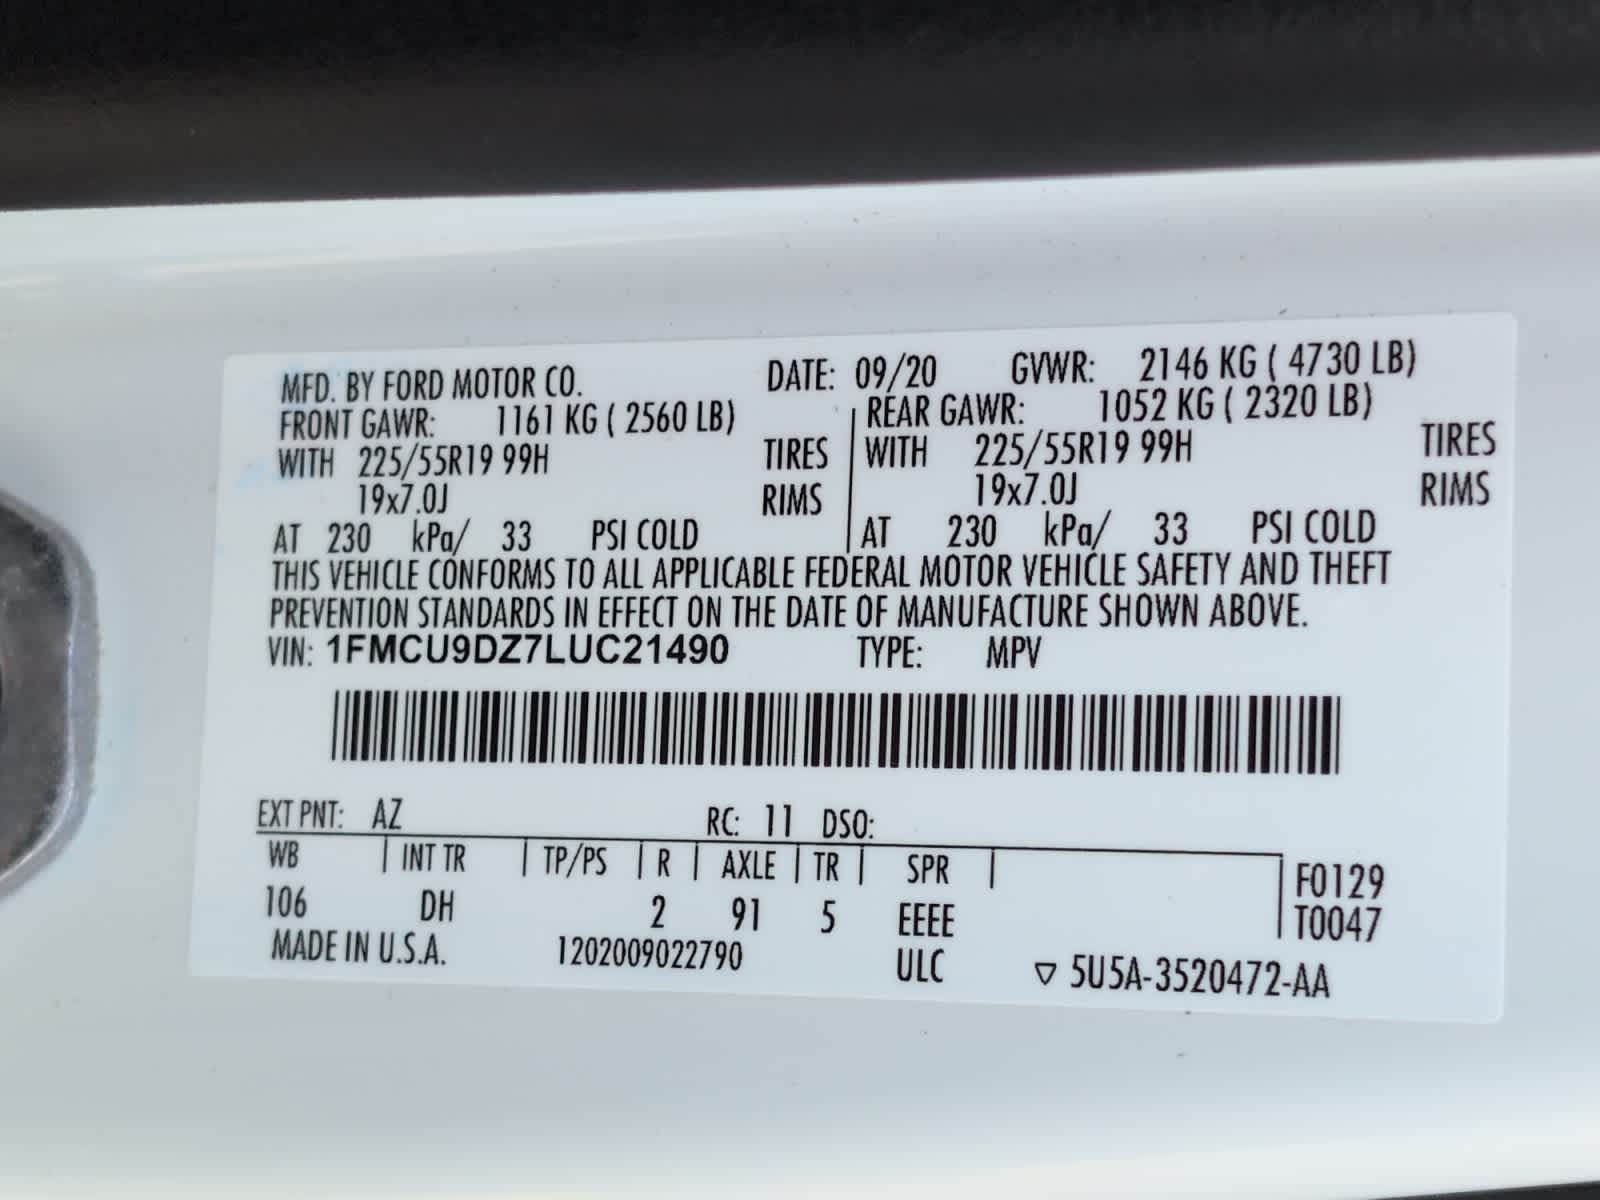 MFD. BY FORD MOTOR CO. DATE: 09/20 GVWR: 2146 KG ( 4730 LB)
FRONT GAWR: 1161 KG ( 2560 LB) REAR GAWR: 1052 KG ( 2320 LB)
WITH 225/55R19 99H TIRES WITH 225/55R19 99H TIRES
19x7.0J RIMS 19x7.0J RIMS
AT 230 kPa/ 33 PSI COLD AT 230 kPa/ 33 PSI COLD
THIS VEHICLE CONFORMS TO ALL APPLICABLE FEDERAL MOTOR VEHICLE SAFETY AND THEFT
PREVENTION STANDARDS IN EFFECT ON THE DATE OF MANUFACTURE SHOWN ABOVE.
VIN: 1FMCU9DZ7LUC21490 TYPE: MPV
EXT PNT: AZ RC: 11 DSO:
WB INT TR TP/PS R AXLE TR SPR F0129
106 DH 2 91 5 EEEE T0047
MADE IN U.S.A. 1202009022790 ULC ▽ 5U5A-3520472-AA